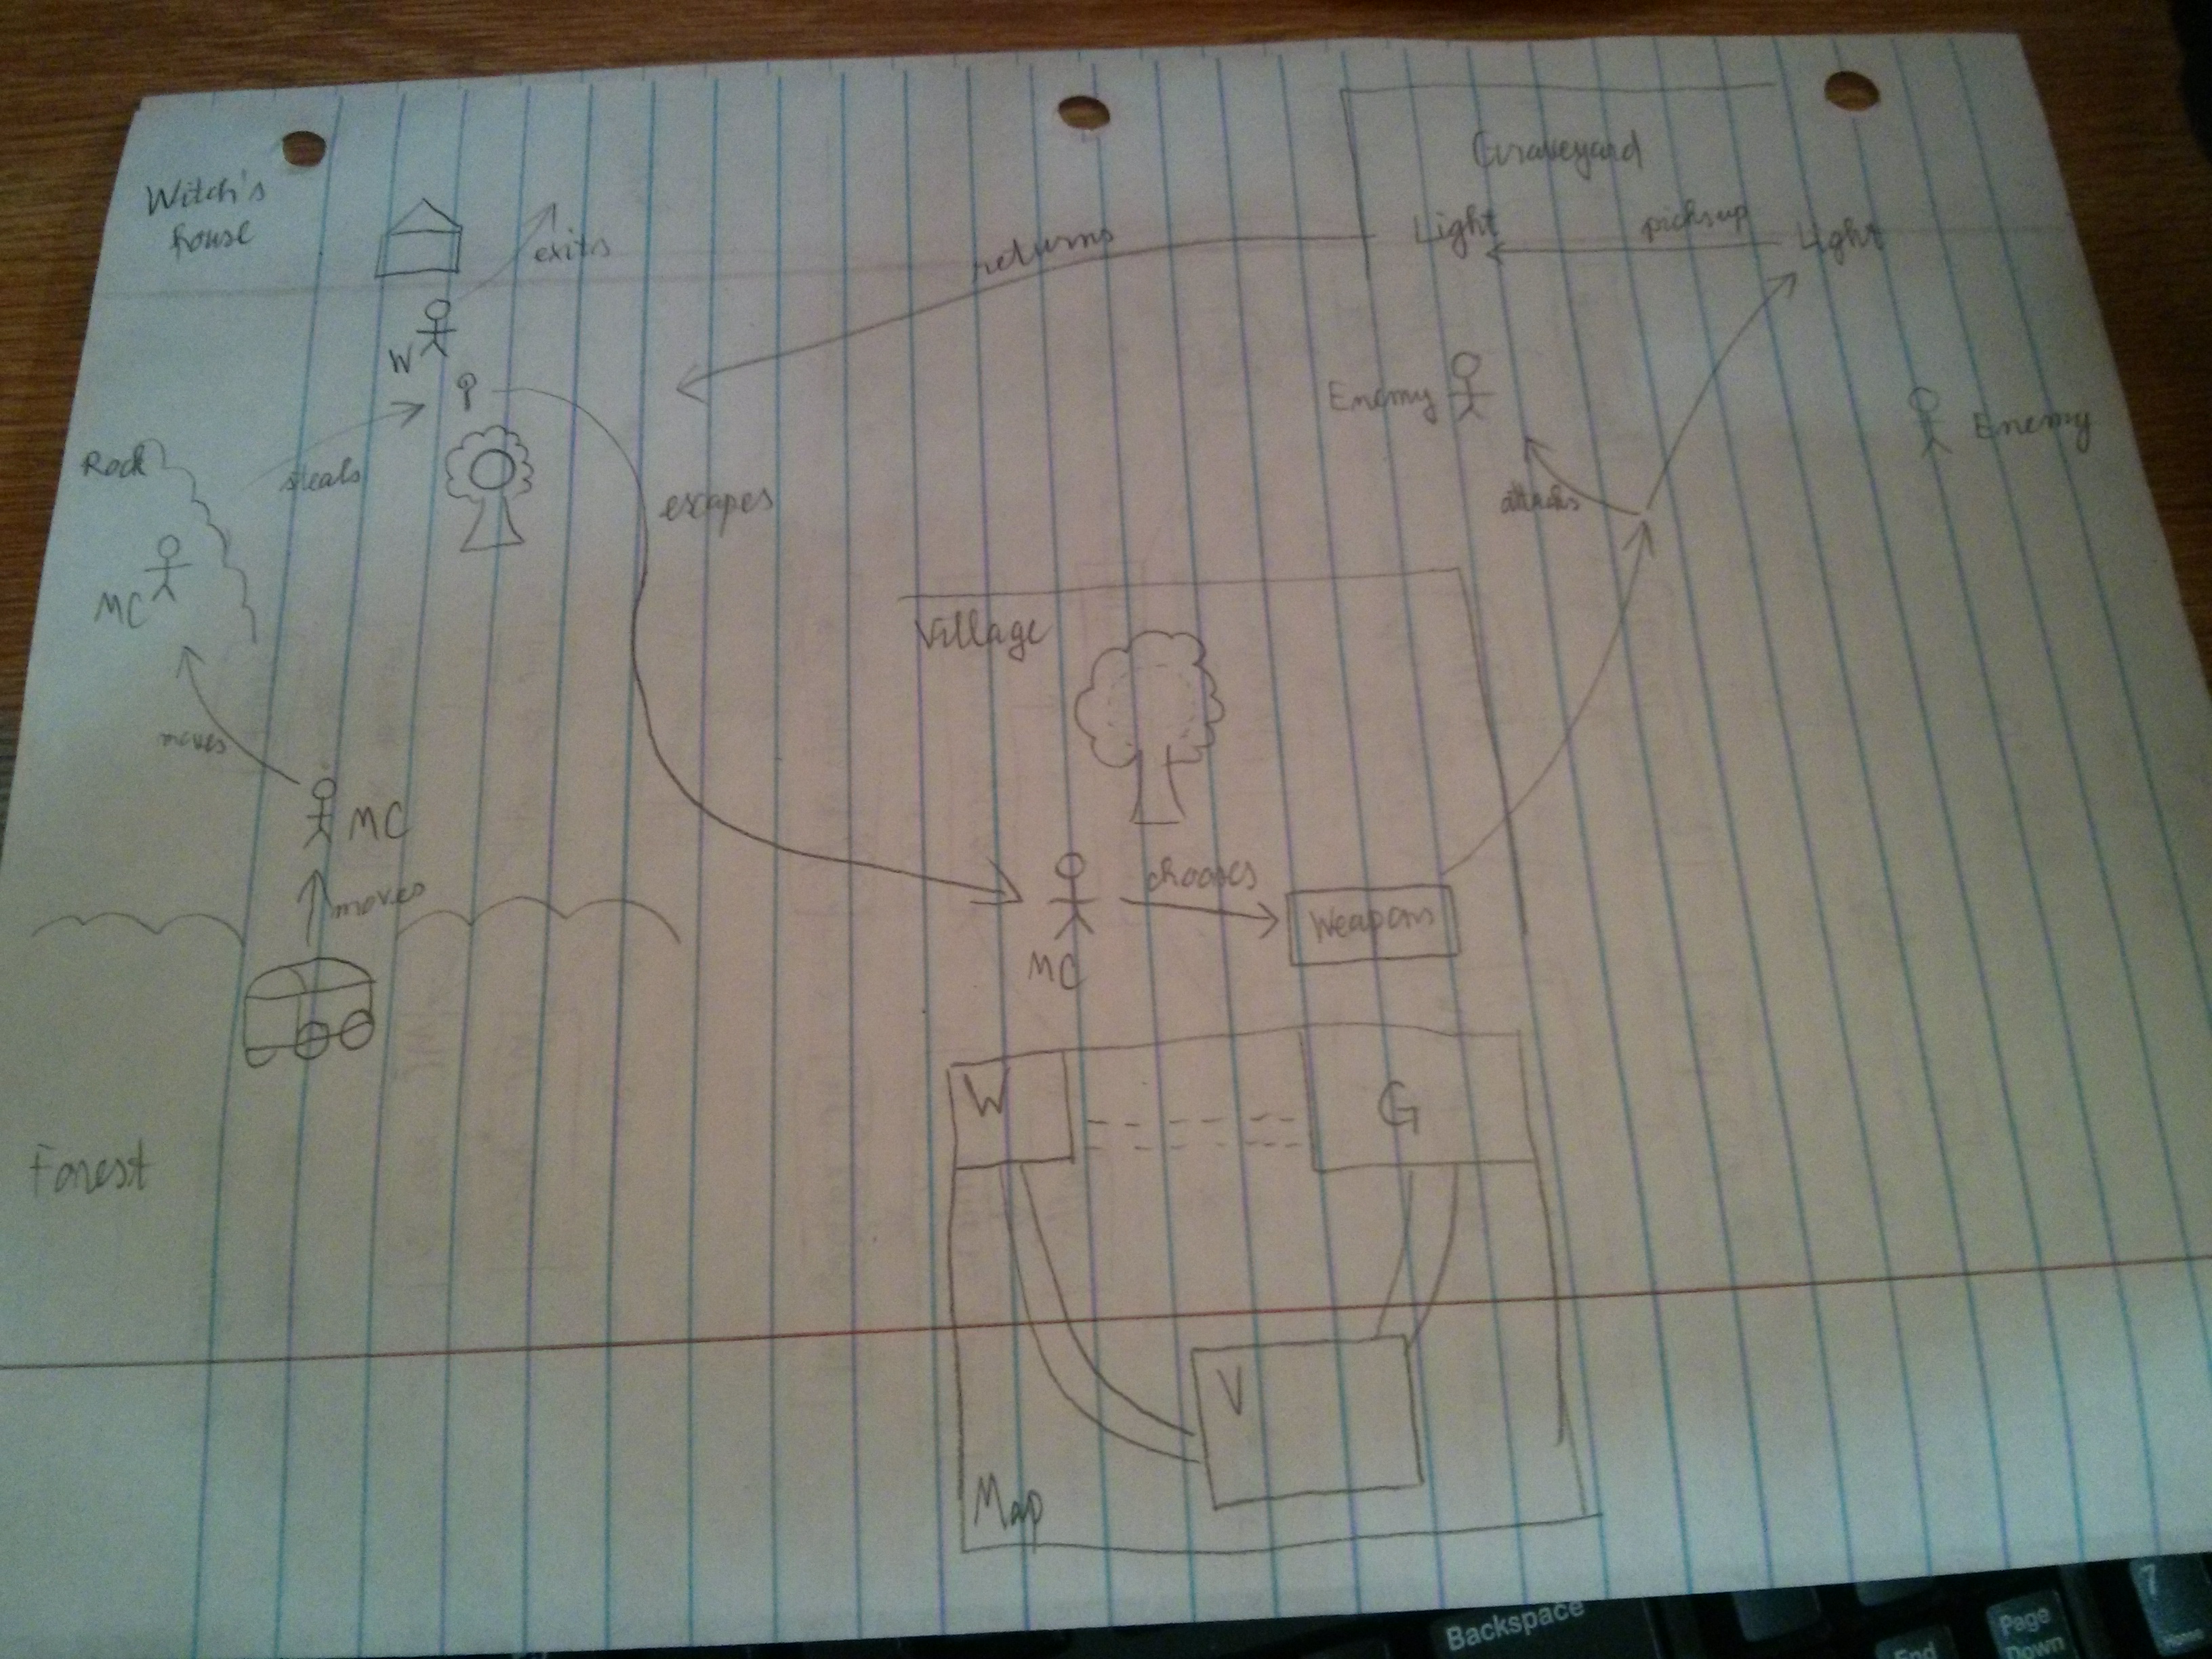 Witch's
house
exits
W
Rock
steals
MC
moves
MC
moves
Forest
escapes
returns
Graveyard
Light
picks up
Light
Enemy
Enemy
attacks
Village
MC
chooses
Weapons
W
G
V
Map
Backspace
End
Page
Down
7
Home